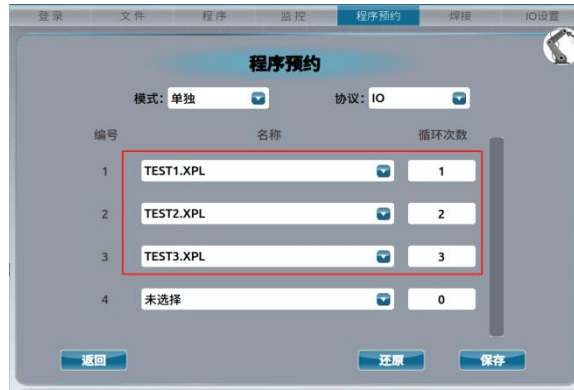 登录 文件 程序 监控 程序预约 焊接 IO设置
程序预约
模式: 单独 协议: IO
编号 名称 循环次数
1 TEST1.XPL 1
2 TEST2.XPL 2
3 TEST3.XPL 3
4 未选择 0
返回 还原 保存